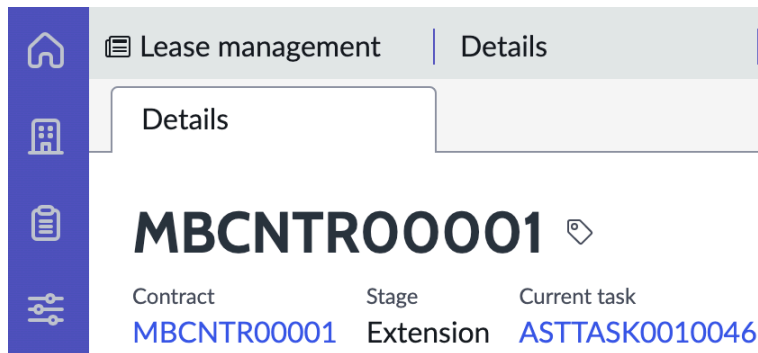 Lease management Details
Details
MBCNTR00001
Contract Stage Current task
MBCNTR00001 Extension ASTTASK0010046